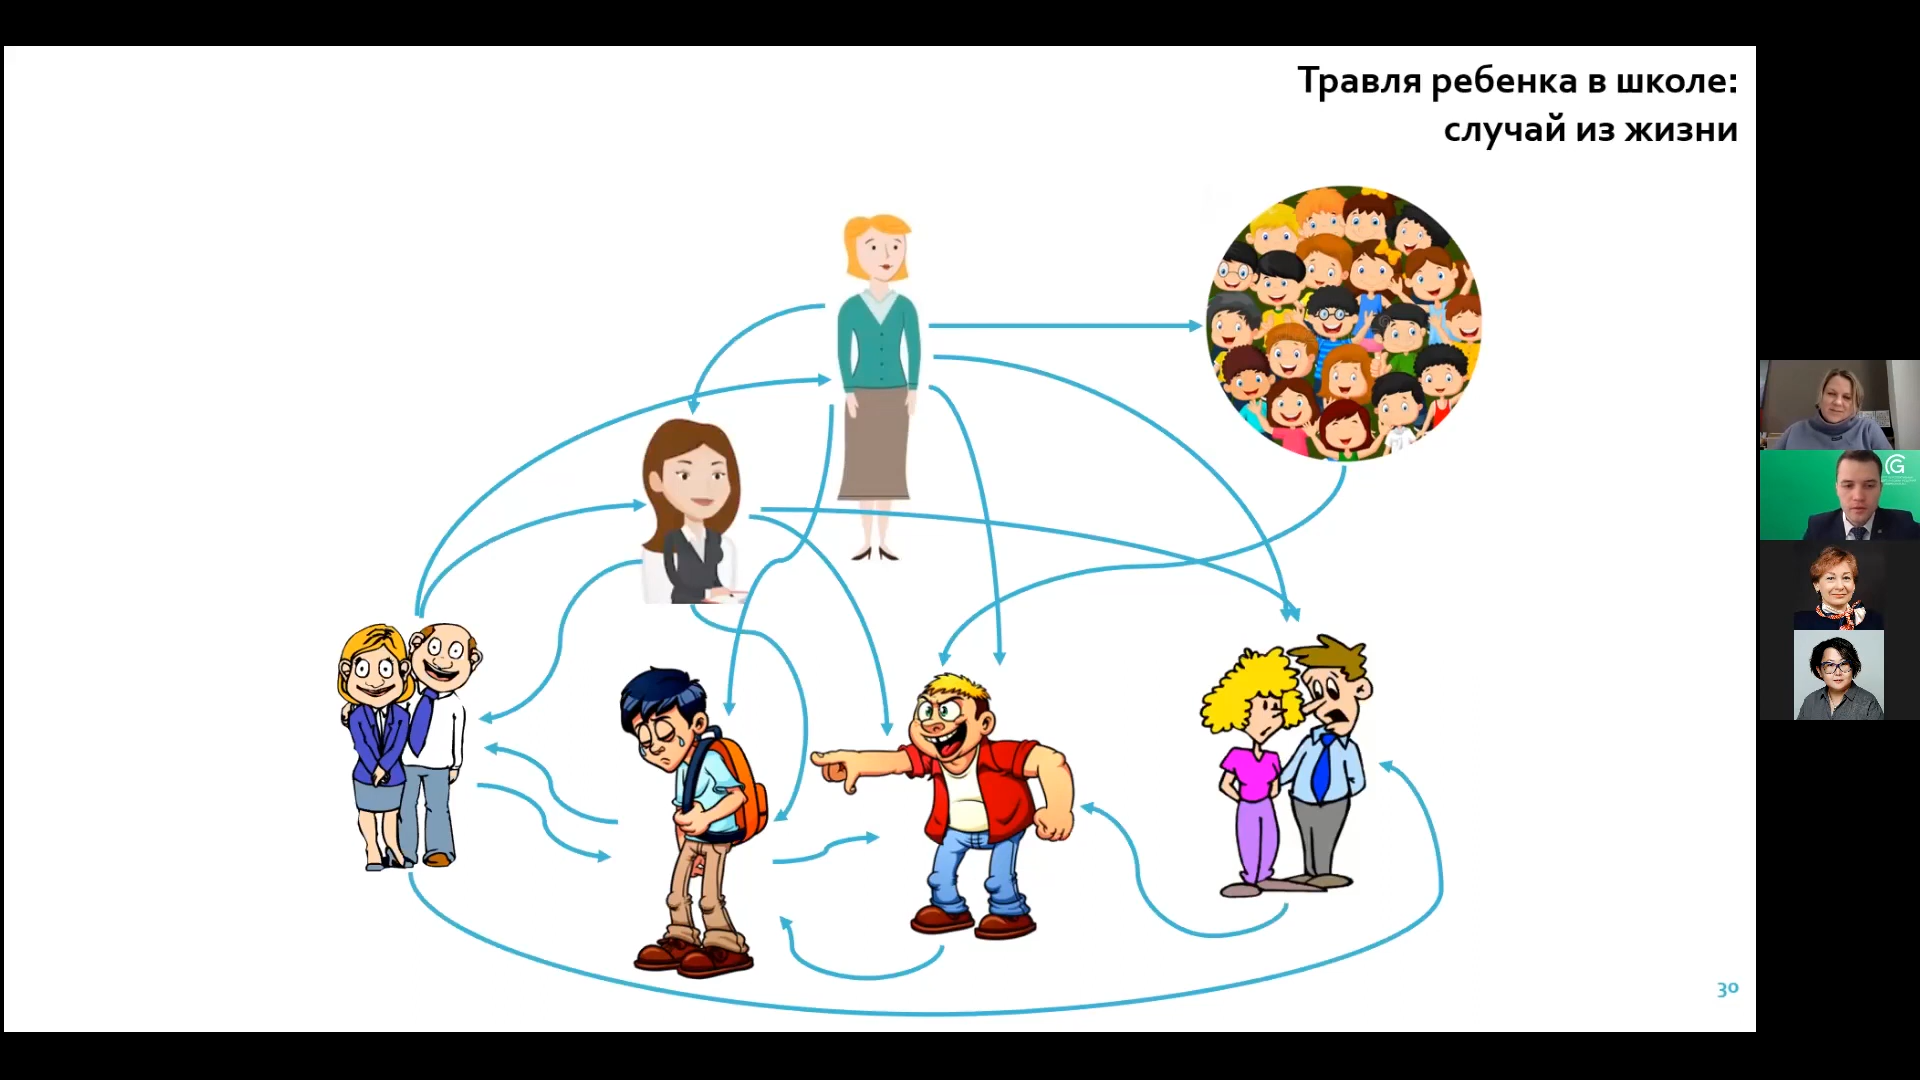 Травля ребенка в школе:
случай из жизни
30